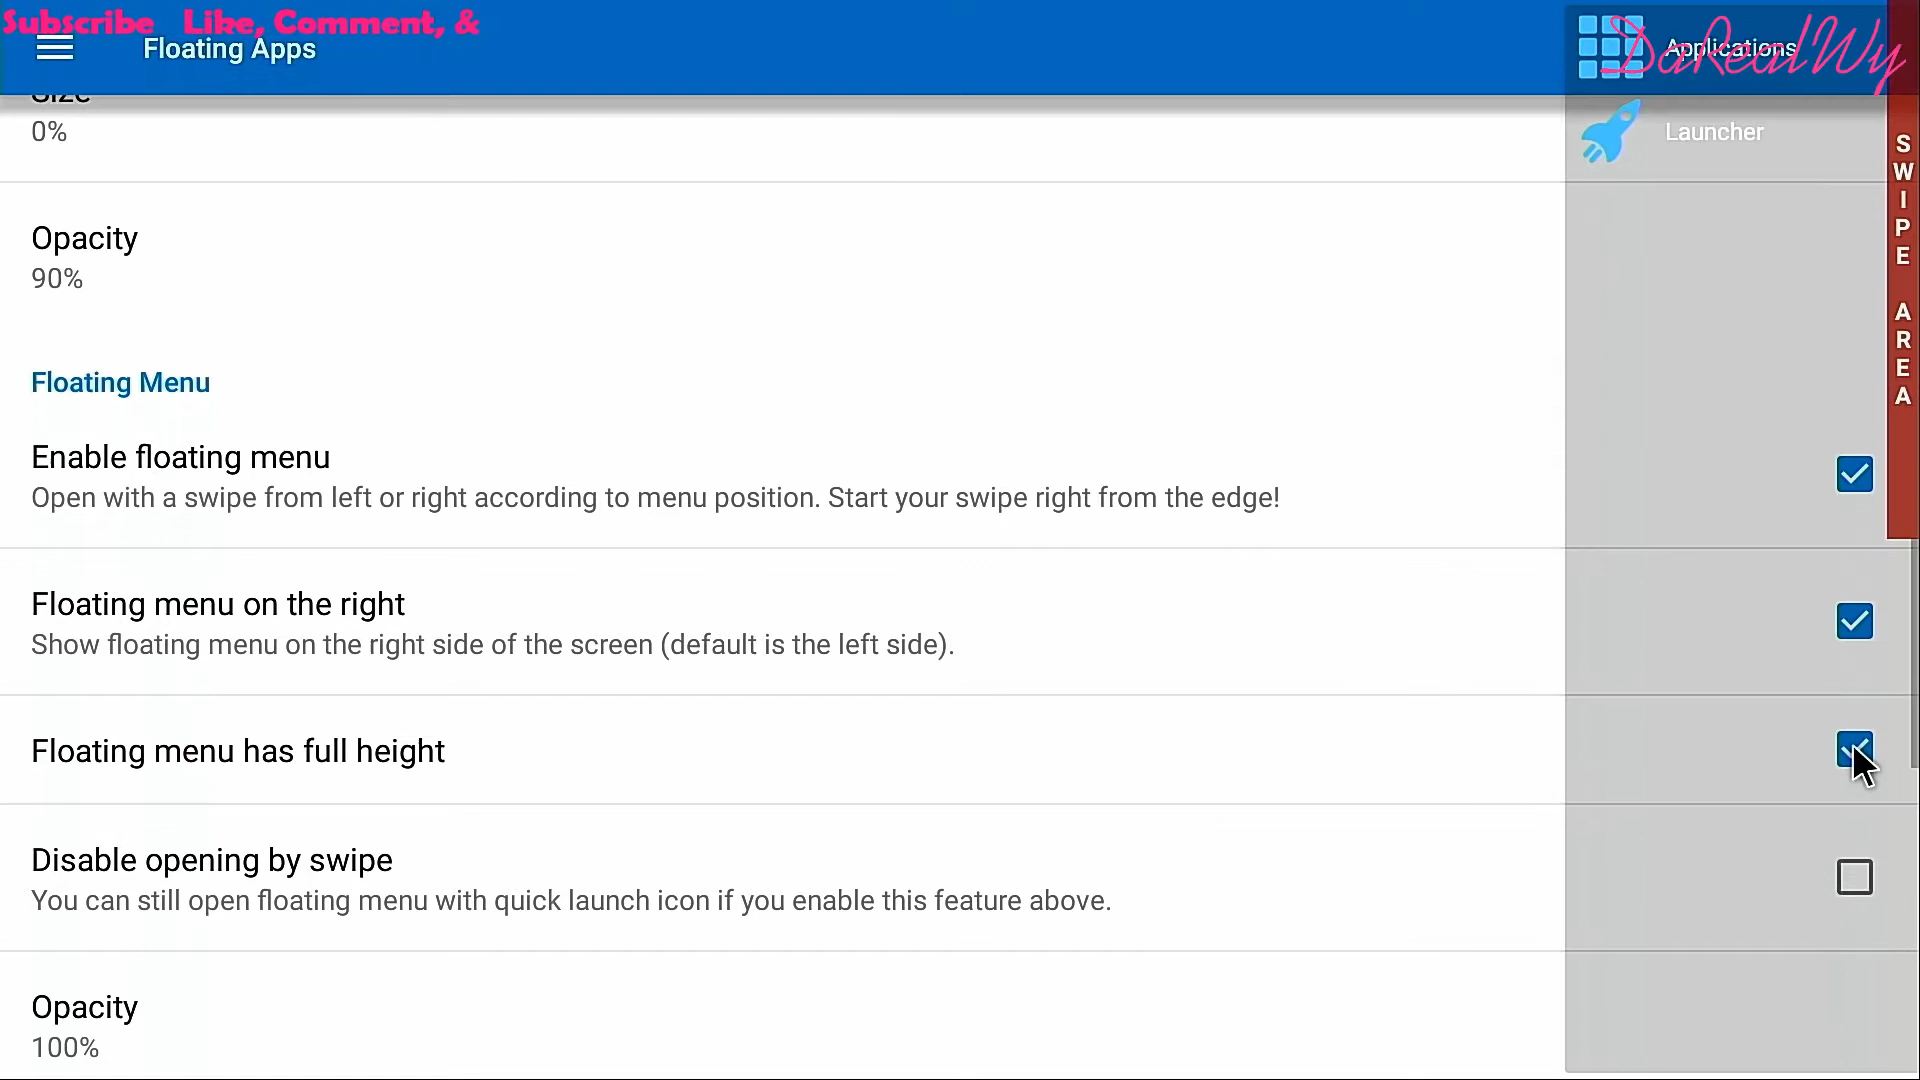 Subscribe Like, Comment, &
Floating Apps
Applications
DaRealWy
Size
0%
Launcher
SWIPE AREA
Opacity
90%
Floating Menu
Enable floating menu
Open with a swipe from left or right according to menu position. Start your swipe right from the edge!
Floating menu on the right
Show floating menu on the right side of the screen (default is the left side).
Floating menu has full height
Disable opening by swipe
You can still open floating menu with quick launch icon if you enable this feature above.
Opacity
100%